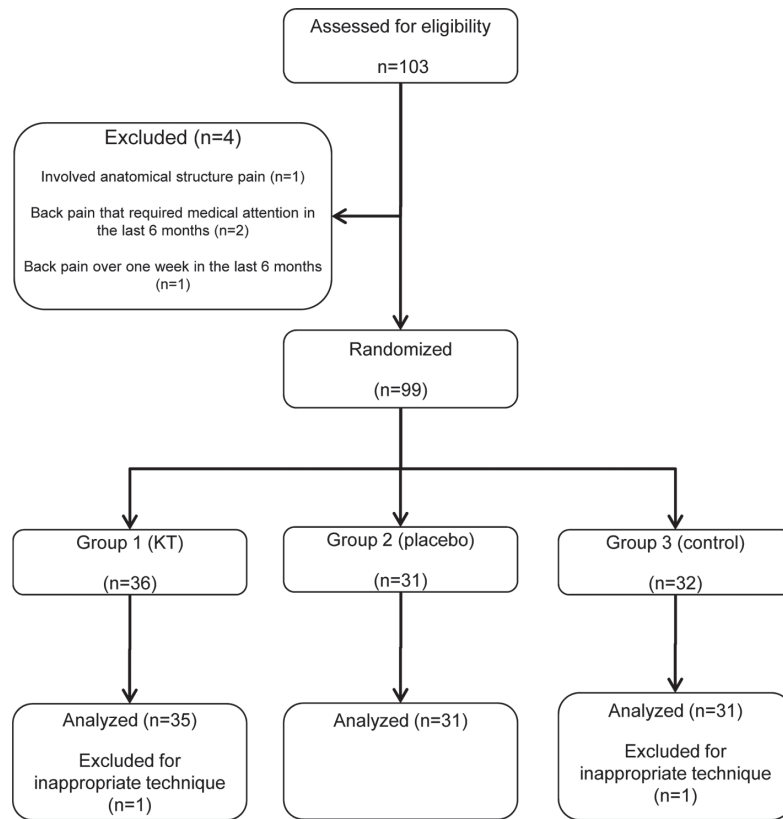 Assessed for eligibility
n=103
Excluded (n=4)
Involved anatomical structure pain (n=1)
Back pain that required medical attention in
the last 6 months (n=2)
Back pain over one week in the last 6 months
(n=1)
Randomized
(n=99)
Group 1 (KT)
(n=36)
Group 2 (placebo)
(n=31)
Group 3 (control)
(n=32)
Analyzed (n=35)
Excluded for
inappropriate technique
(n=1)
Analyzed (n=31)
Analyzed (n=31)
Excluded for
inappropriate technique
(n=1)